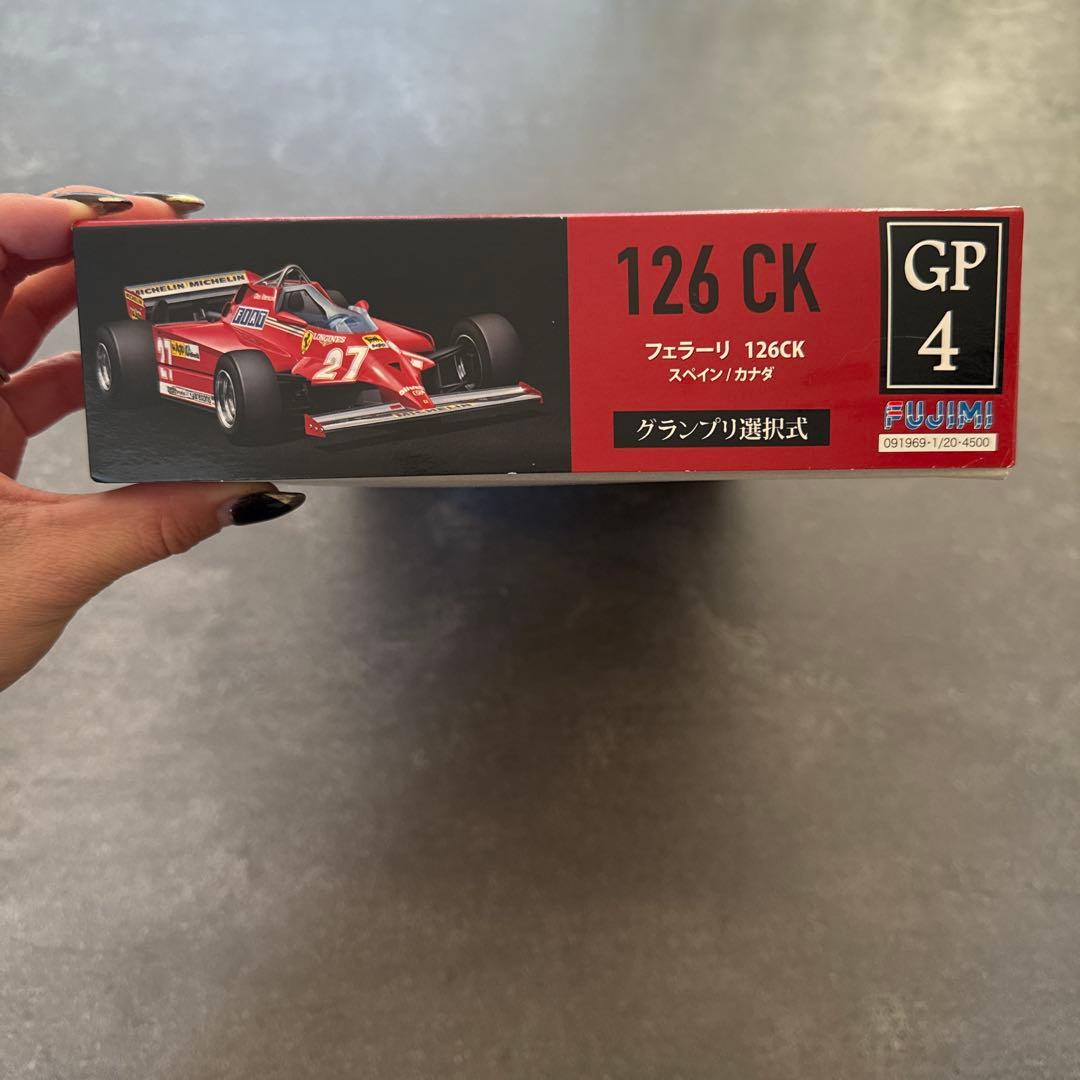 MICHELIN MICHELIN
FIAT
LONGINES
27
126 CK
フェラーリ 126CK
スペイン / カナダ
グランプリ選択式
GP
4
FUJIMI
091969・1/20・4500